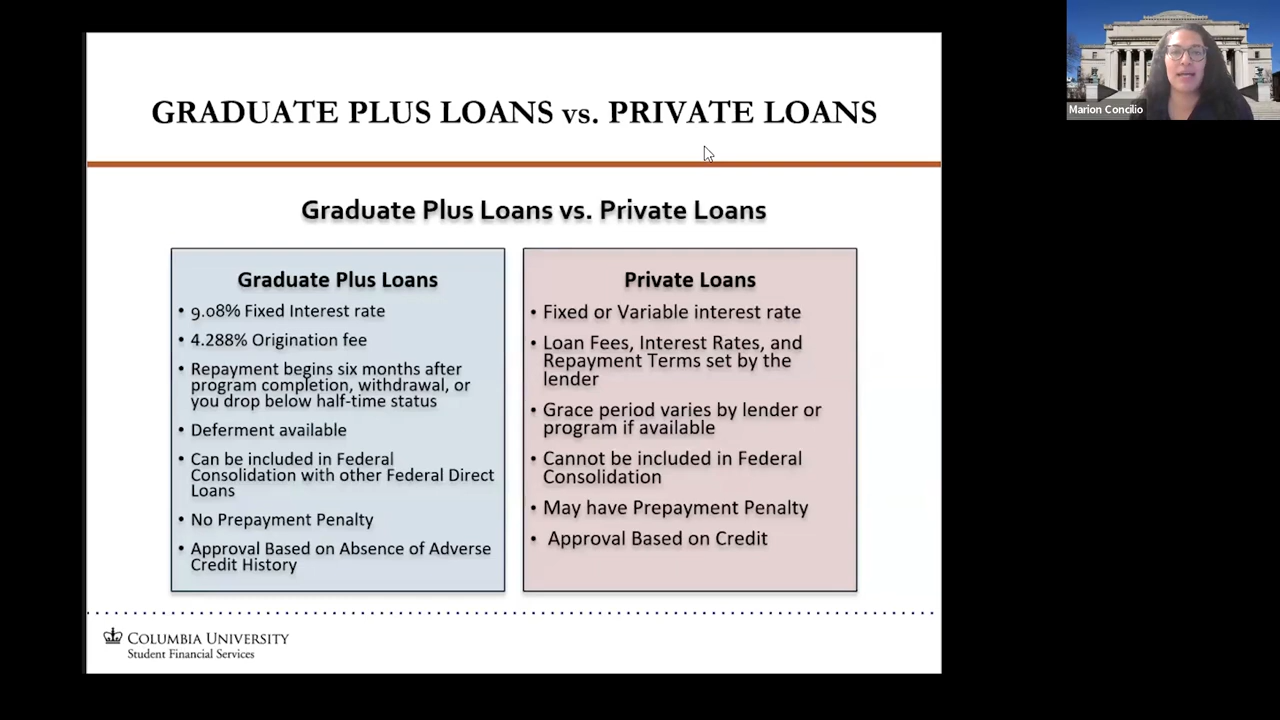 GRADUATE PLUS LOANS vs. PRIVATE LOANS
Marion Concilio
Graduate Plus Loans vs. Private Loans
Graduate Plus Loans
• 9.08% Fixed Interest rate
• 4.288% Origination fee
• Repayment begins six months after
program completion, withdrawal, or
you drop below half-time status
• Deferment available
• Can be included in Federal
Consolidation with other Federal Direct
Loans
• No Prepayment Penalty
• Approval Based on Absence of Adverse
Credit History
Private Loans
• Fixed or Variable interest rate
• Loan Fees, Interest Rates, and
Repayment Terms set by the
lender
• Grace period varies by lender or
program if available
• Cannot be included in Federal
Consolidation
• May have Prepayment Penalty
• Approval Based on Credit
COLUMBIA UNIVERSITY
Student Financial Services